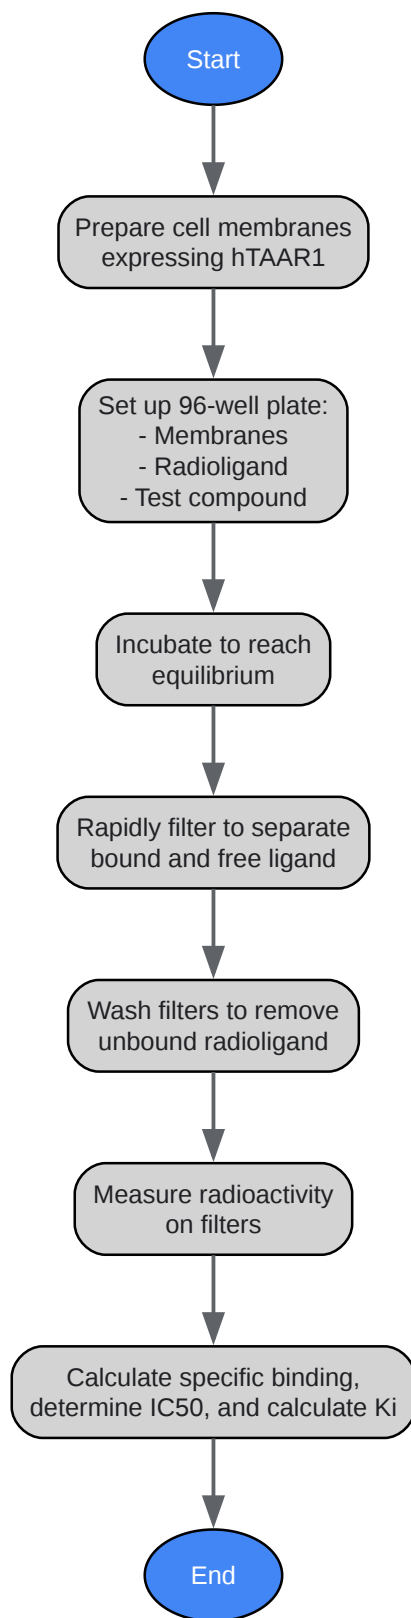 Start
Prepare cell membranes
expressing hTAAR1
Set up 96-well plate:
- Membranes
- Radioligand
- Test compound
Incubate to reach
equilibrium
Rapidly filter to separate
bound and free ligand
Wash filters to remove
unbound radioligand
Measure radioactivity
on filters
Calculate specific binding,
determine IC50, and calculate Ki
End